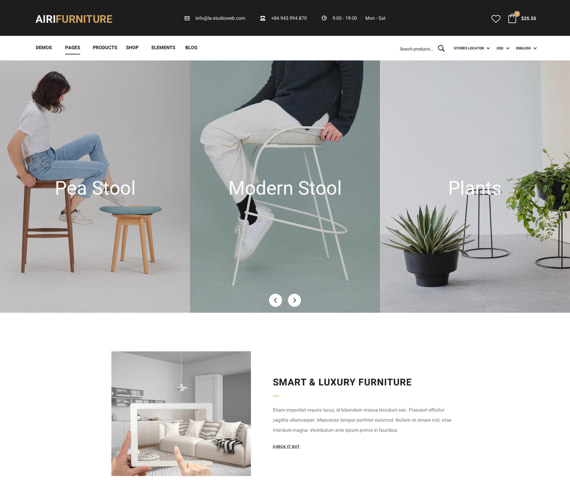 AIRIFURNITURE
info@la-studioweb.com
+84.943.994.870
9:00 - 19:00
Mon - Sat
$35.55
DEMOS
PAGES
PRODUCTS
SHOP
ELEMENTS
BLOG
Search products...
STORES LOCATOR
USD
ENGLISH
Pea Stool
Modern Stool
Plants
SMART & LUXURY FURNITURE
Etiam imperdiet mauris lacus, id bibendum massa tincidunt nec. Praesent efficitur
sagittis ullamcorper. Maecenas tempor porttitor euismod. Nullam at ornare nisl, vitae
interdum magna. Vestibulum ante ipsum primis in faucibus
CHECK IT OUT